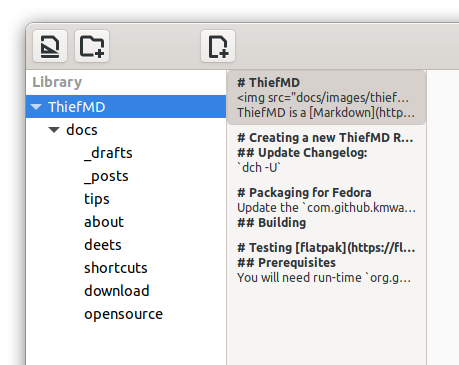 Library
ThiefMD
docs
_drafts
_posts
tips
about
deets
shortcuts
download
opensource
# ThiefMD
<img src="docs/images/thief…
ThiefMD is a [Markdown](http…
# Creating a new ThiefMD R…
## Update Changelog:
`dch -U`
# Packaging for Fedora
Update the `com.github.kmwa…
## Building
# Testing [flatpak](https://fl…
## Prerequisites
You will need run-time `org.g…